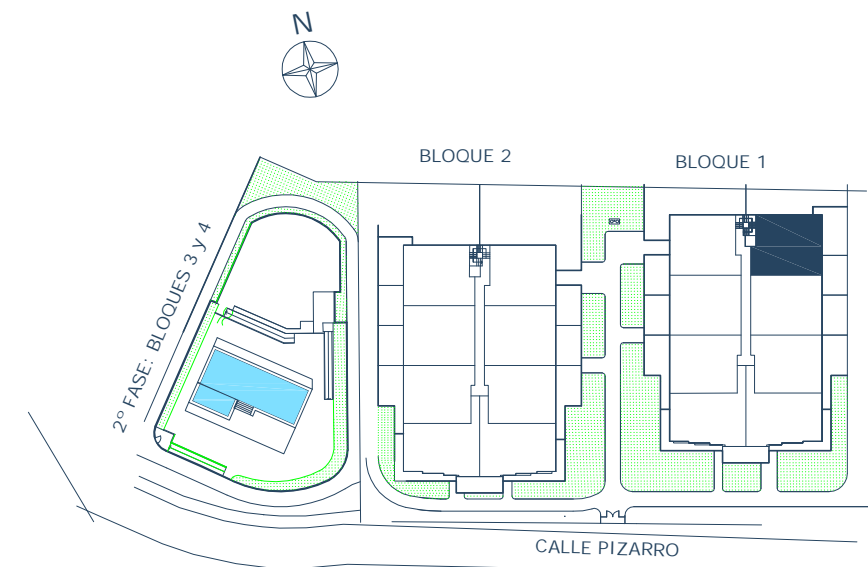 N
BLOQUE 2
BLOQUE 1
2º FASE: BLOQUES 3 y 4
CALLE PIZARRO